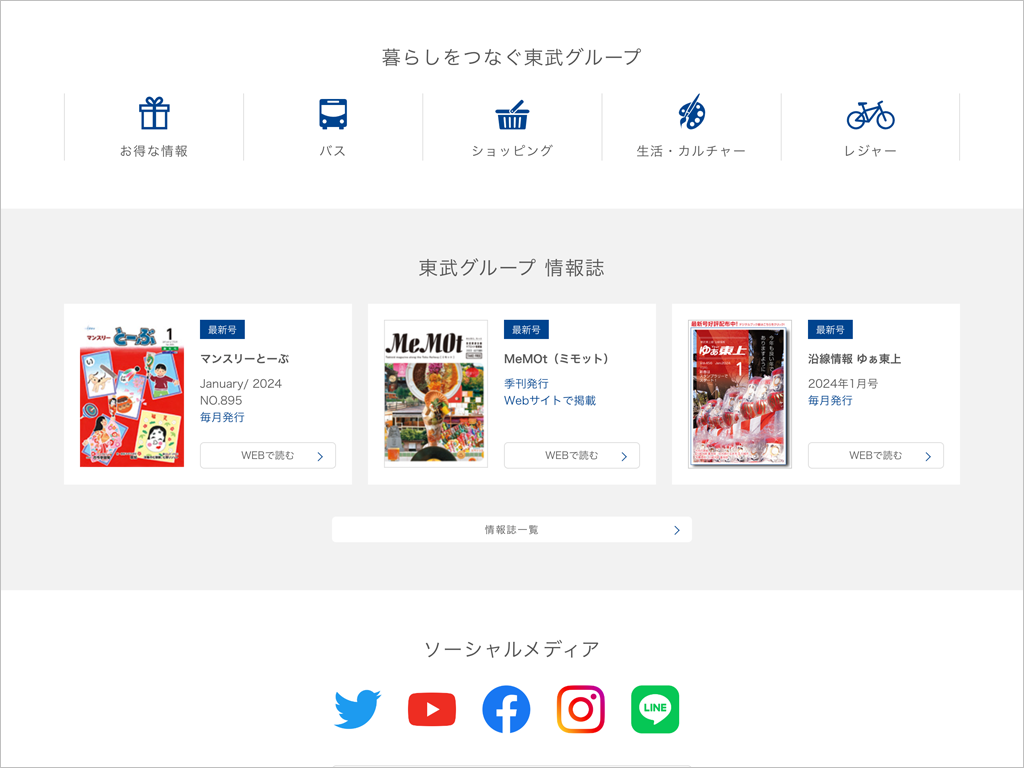 暮らしをつなぐ東武グループ
お得な情報
バス
ショッピング
生活・カルチャー
レジャー
東武グループ 情報誌
マンスリー とーぶ 1
最新号
マンスリーとーぶ
January/ 2024
NO.895
毎月発行
WEBで読む
MeMOt
最新号
MeMOt（ミモット）
季刊発行
Webサイトで掲載
WEBで読む
最新号好評配布中!
ゆぁ東上
1
最新号
沿線情報 ゆぁ東上
2024年1月号
毎月発行
WEBで読む
情報誌一覧
ソーシャルメディア
LINE